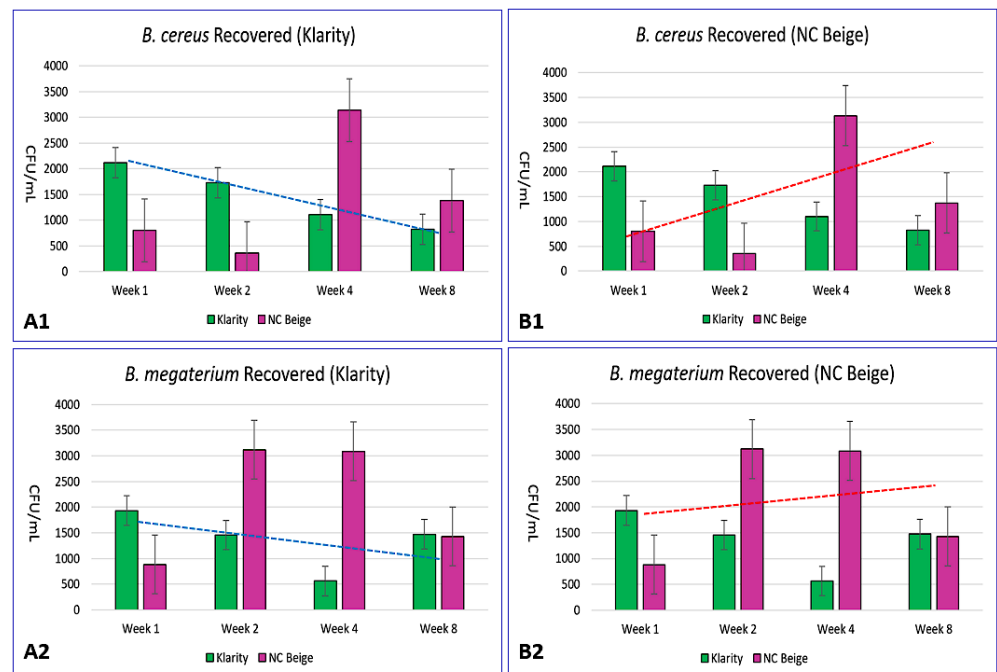 B. cereus Recovered (Klarity)
4000
3500
3000
2500
2000
1500
1000
500
0
CFU/mL
Week 1 Week 2 Week 4 Week 8
Klarity NC Beige
A1
B. cereus Recovered (NC Beige)
4000
3500
3000
2500
2000
1500
1000
500
0
CFU/mL
Week 1 Week 2 Week 4 Week 8
Klarity NC Beige
B1
B. megaterium Recovered (Klarity)
4000
3500
3000
2500
2000
1500
1000
500
0
CFU/mL
Week 1 Week 2 Week 4 Week 8
Klarity NC Beige
A2
B. megaterium Recovered (NC Beige)
4000
3500
3000
2500
2000
1500
1000
500
0
CFU/mL
Week 1 Week 2 Week 4 Week 8
Klarity NC Beige
B2